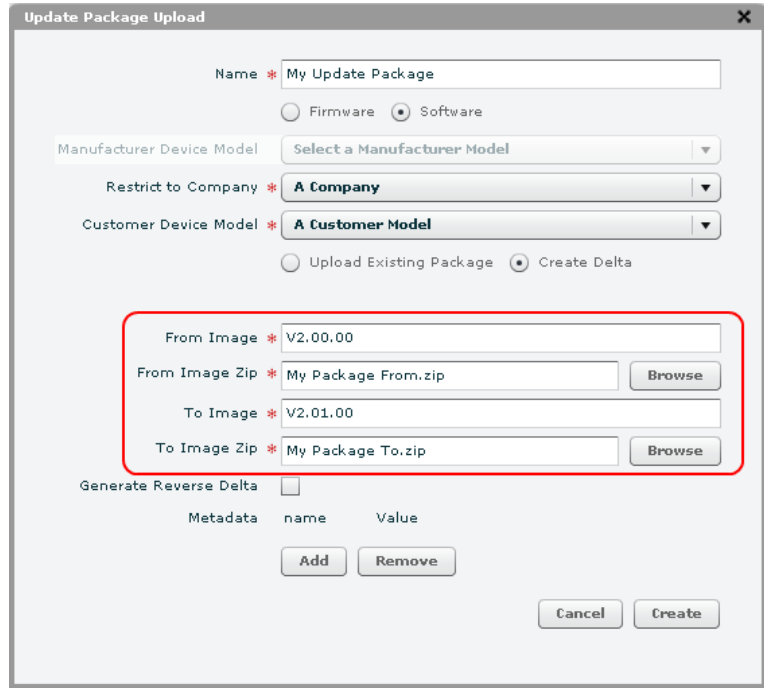 Update Package Upload
Name * My Update Package
Firmware Software
Manufacturer Device Model Select a Manufacturer Model
Restrict to Company * A Company
Customer Device Model * A Customer Model
Upload Existing Package Create Delta
From Image * V2.00.00
From Image Zip * My Package From.zip Browse
To Image * V2.01.00
To Image Zip * My Package To.zip Browse
Generate Reverse Delta
Metadata name Value
Add Remove
Cancel Create